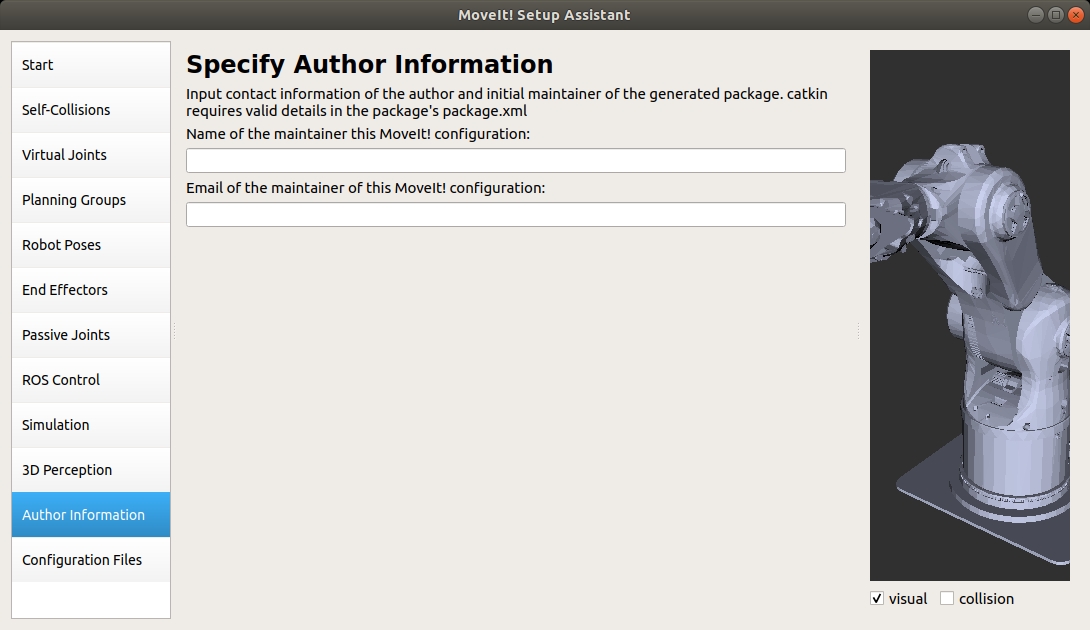 MoveIt! Setup Assistant
Start
Self-Collisions
Virtual Joints
Planning Groups
Robot Poses
End Effectors
Passive Joints
ROS Control
Simulation
3D Perception
Author Information
Configuration Files
Specify Author Information
Input contact information of the author and initial maintainer of the generated package. catkin
requires valid details in the package's package.xml
Name of the maintainer this MoveIt! configuration:
Email of the maintainer of this MoveIt! configuration:
visual
collision